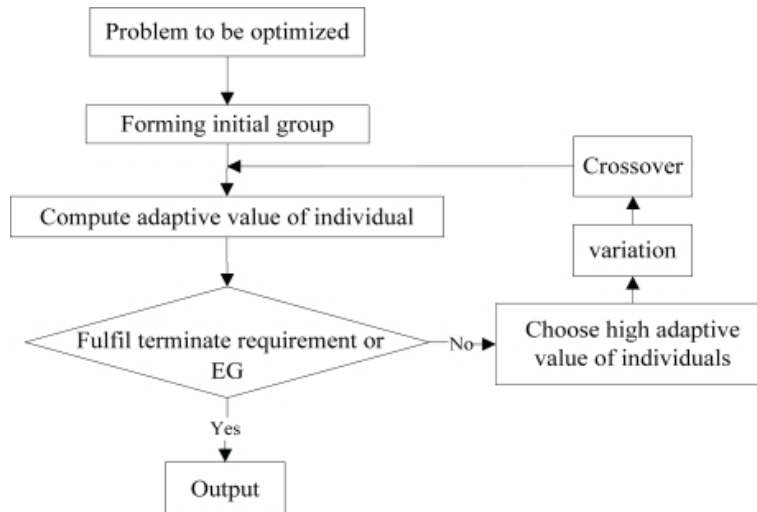 Problem to be optimized
Forming initial group
Crossover
Compute adaptive value of individual
variation
Fulfil terminate requirement or
EG
No
Choose high adaptive
value of individuals
Yes
Output